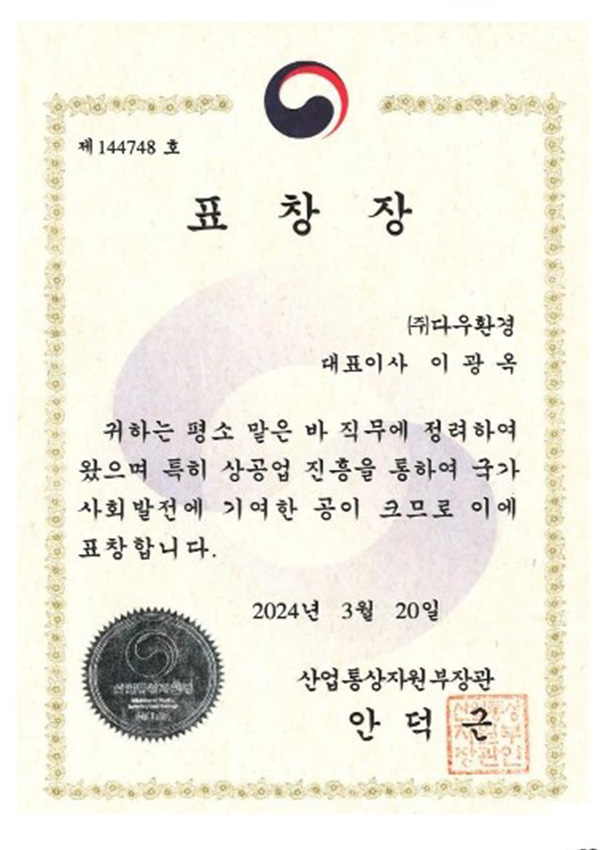 제 144748 호
표 창 장
㈜다우환경
대표이사 이 광 옥
귀하는 평소 맡은 바 직무에 정려하여
왔으며 특히 상공업 진흥을 통하여 국가
사회발전에 기여한 공이 크므로 이에
표창합니다.
2024년 3월 20일
산업통상자원부장관
안 덕 근